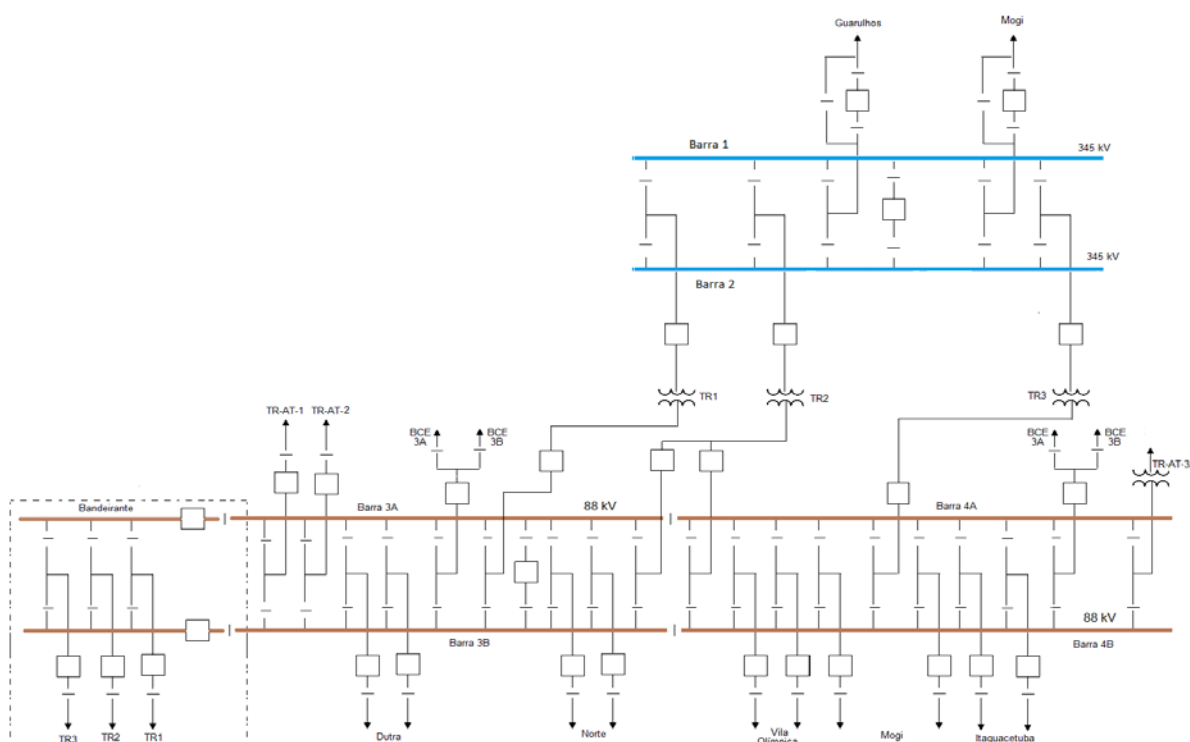 Guarulhos
Mogi
Barra 1
345 kV
345 kV
Barra 2
TR1
TR2
TR3
TR-AT-1
TR-AT-2
BCE
3A
BCE
3B
BCE
3A
BCE
3B
TR-AT-3
Bandeirante
Barra 3A
88 kV
Barra 4A
Barra 3B
88 kV
Barra 4B
TR3
TR2
TR1
Dutra
Norte
Vila
Olímpica
Mogi
Itaquacetuba